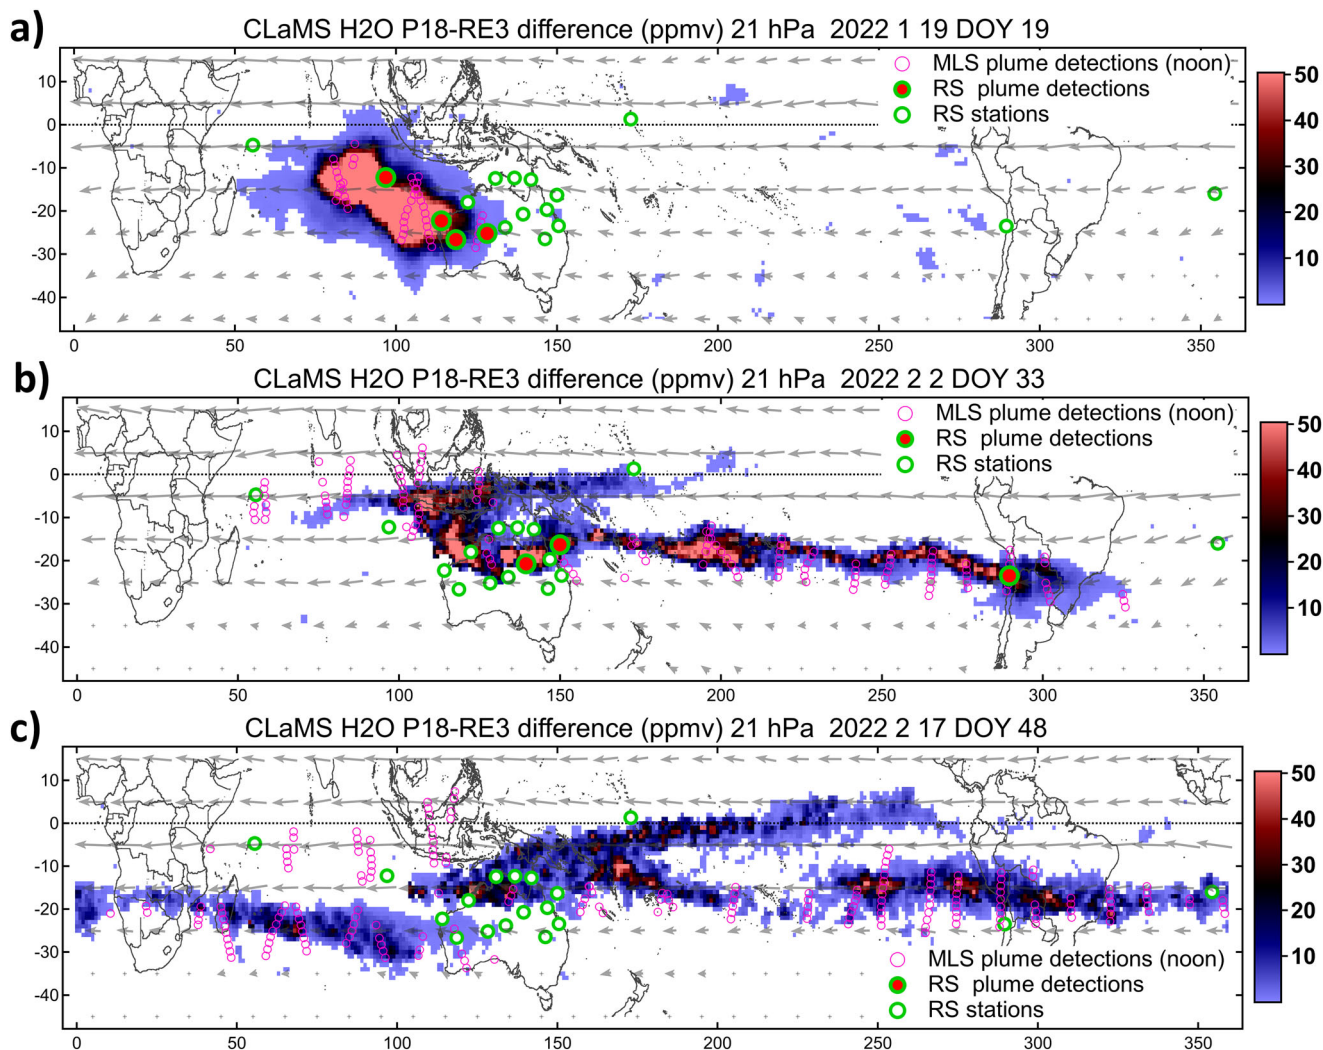 a)
CLaMS H2O P18-RE3 difference (ppmv) 21 hPa 2022 1 19 DOY 19
MLS plume detections (noon)
RS plume detections
RS stations
10
0
-10
-20
-30
-40
0 50 100 150 200 250 300 350
50
40
30
20
10
b)
CLaMS H2O P18-RE3 difference (ppmv) 21 hPa 2022 2 2 DOY 33
MLS plume detections (noon)
RS plume detections
RS stations
10
0
-10
-20
-30
-40
0 50 100 150 200 250 300 350
50
40
30
20
10
c)
CLaMS H2O P18-RE3 difference (ppmv) 21 hPa 2022 2 17 DOY 48
10
0
-10
-20
-30
-40
MLS plume detections (noon)
RS plume detections
RS stations
0 50 100 150 200 250 300 350
50
40
30
20
10